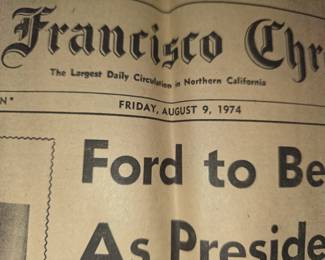 Francisco Chr
The Largest Daily Circulation in Northern California
N*
FRIDAY, AUGUST 9, 1974
Ford to Be
As Preside